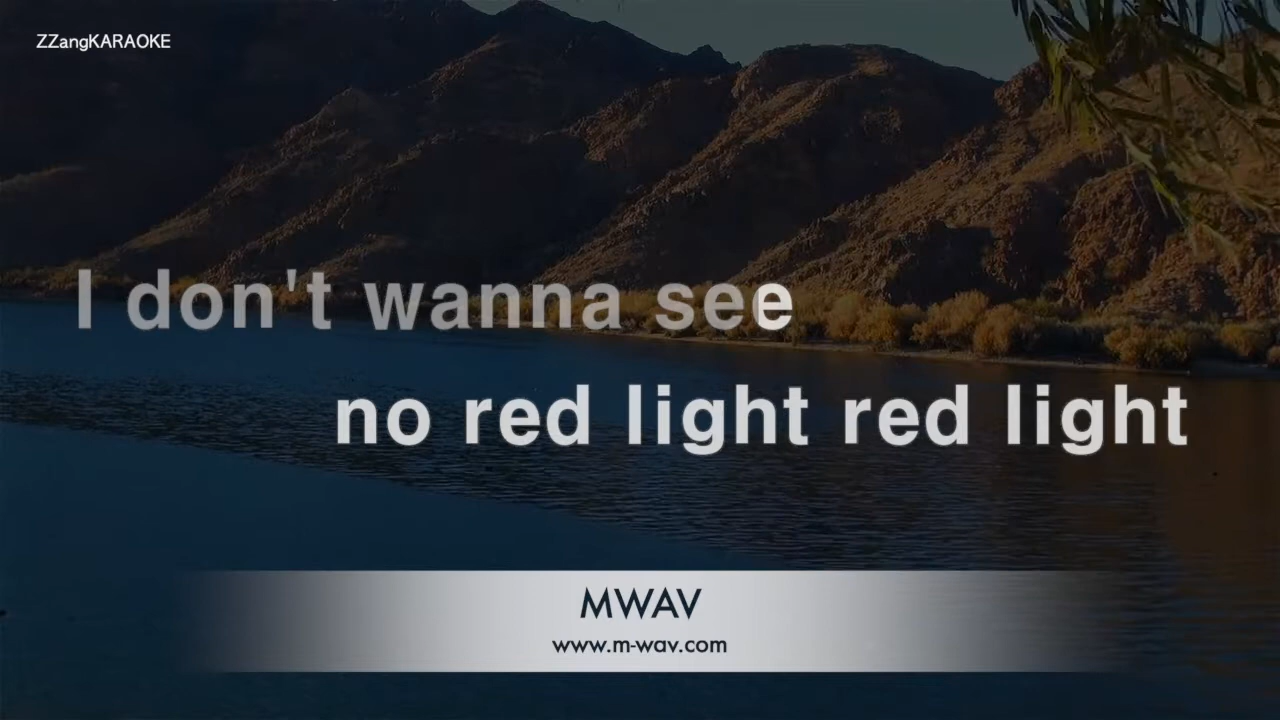 ZZangKARAOKE
I don't wanna see
no red light red light
MWAV
www.m-wav.com